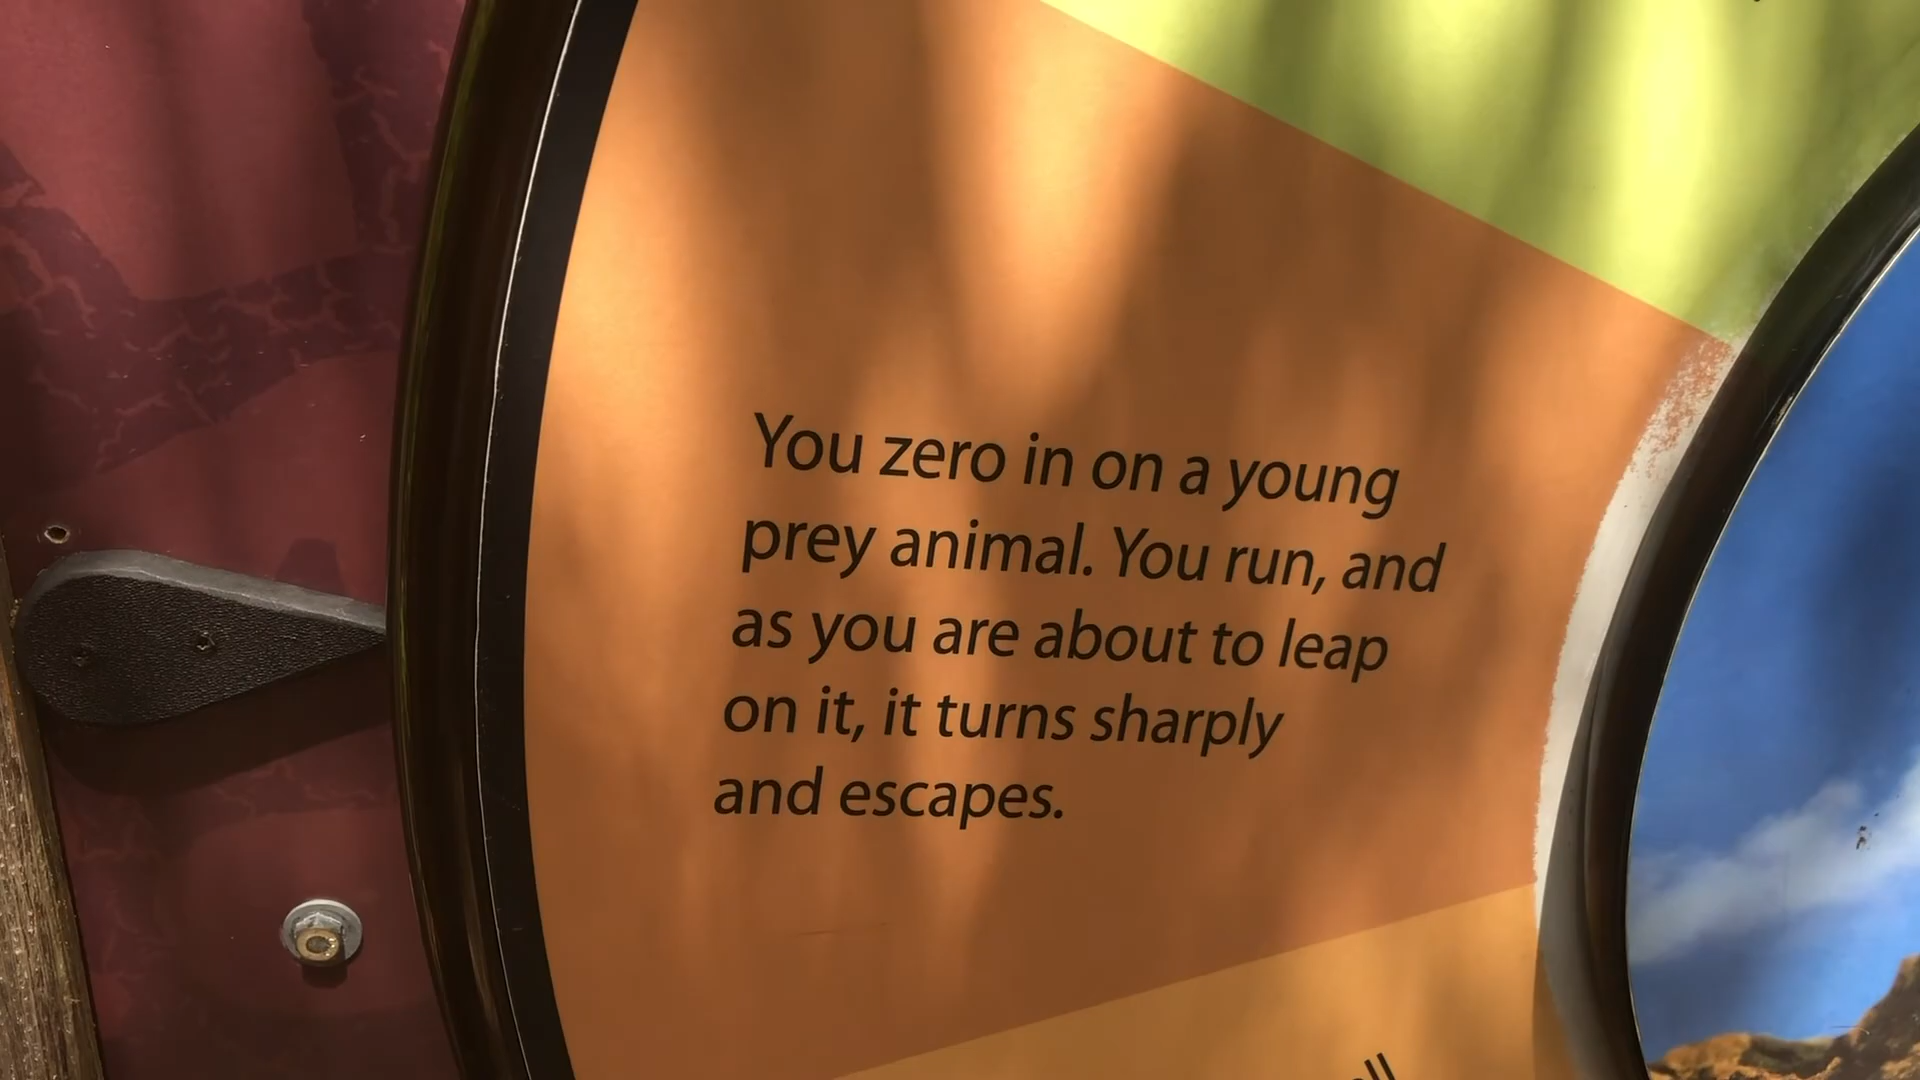 You zero in on a young
prey animal. You run, and
as you are about to leap
on it, it turns sharply
and escapes.